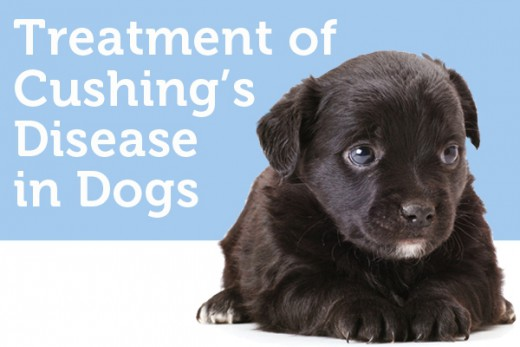 Treatment of
Cushing’s
Disease
in Dogs